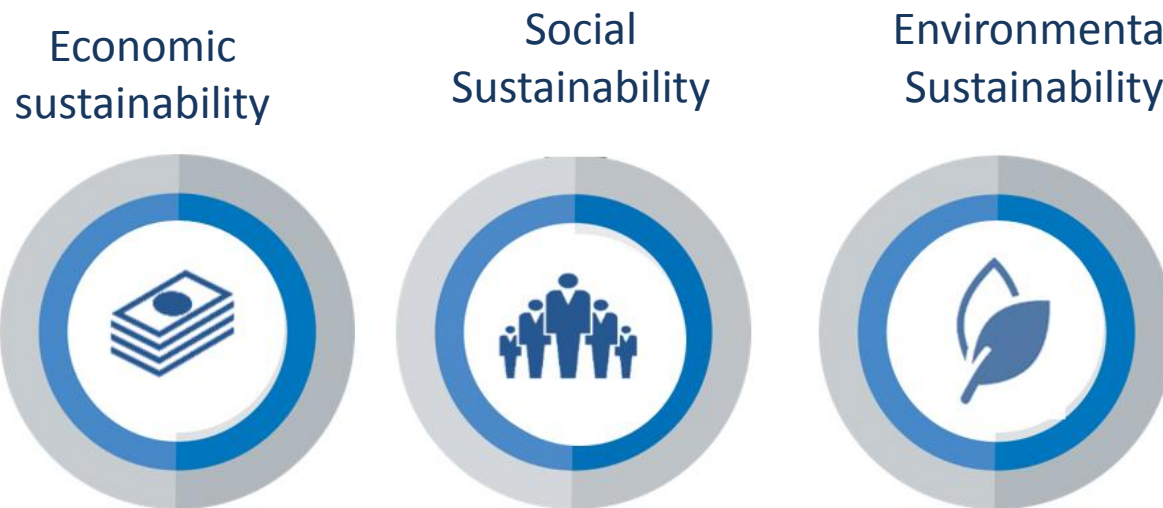 Economic
sustainability
Social
Sustainability
Environmenta
Sustainability